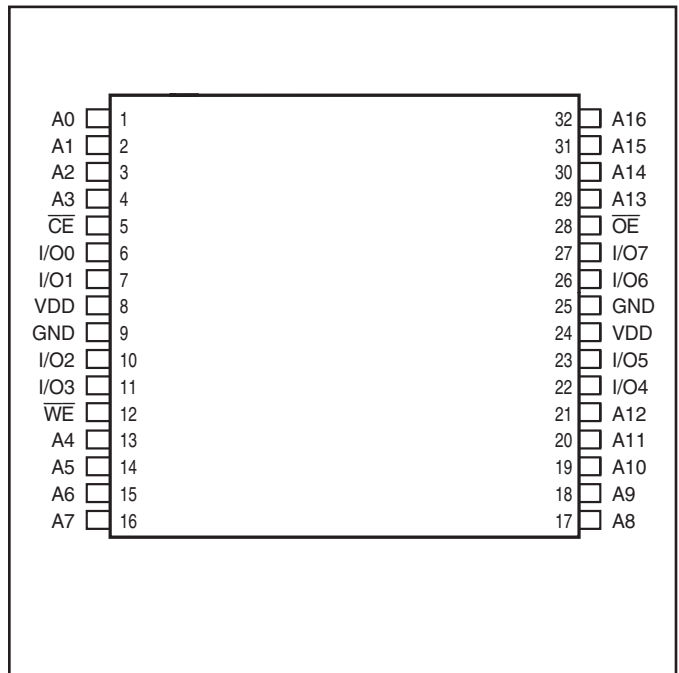 A0 1 32 A16
A1 2 31 A15
A2 3 30 A14
A3 4 29 A13
C̅E̅ 5 28 O̅E̅
I/O0 6 27 I/O7
I/O1 7 26 I/O6
VDD 8 25 GND
GND 9 24 VDD
I/O2 10 23 I/O5
I/O3 11 22 I/O4
W̅E̅ 12 21 A12
A4 13 20 A11
A5 14 19 A10
A6 15 18 A9
A7 16 17 A8